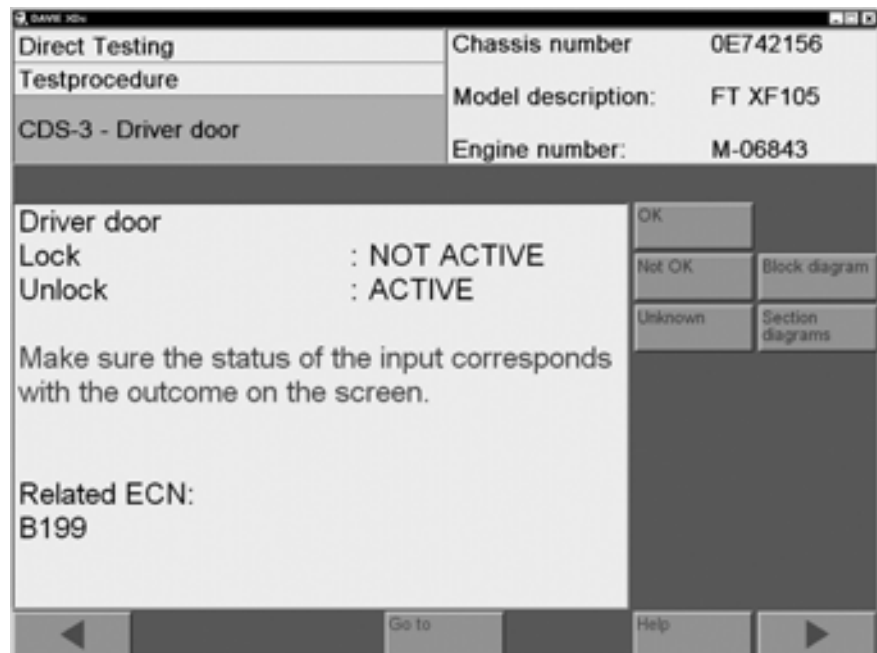 DAVIE XDc
Direct Testing
Testprocedure
CDS-3 - Driver door
Chassis number 0E742156
Model description: FT XF105
Engine number: M-06843
Driver door
Lock : NOT ACTIVE
Unlock : ACTIVE
Make sure the status of the input corresponds
with the outcome on the screen.
Related ECN:
B199
OK
Not OK
Block diagram
Unknown
Section
diagrams
Go to
Help